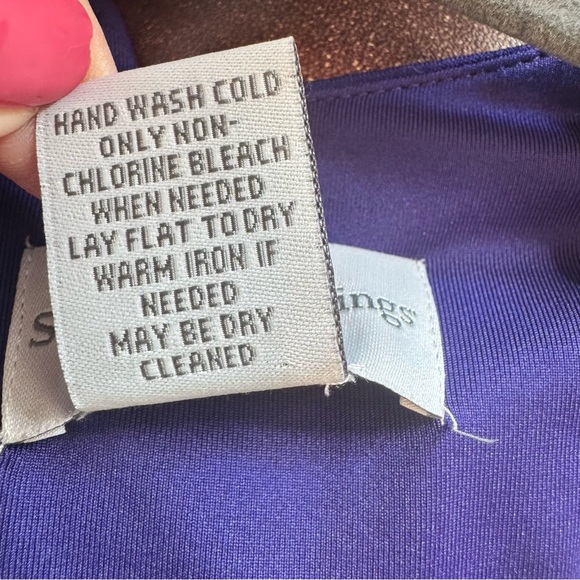 HAND WASH COLD
ONLY NON-
CHLORINE BLEACH
WHEN NEEDED
LAY FLAT TO DRY
WARM IRON IF
NEEDED
MAY BE DRY
CLEANED